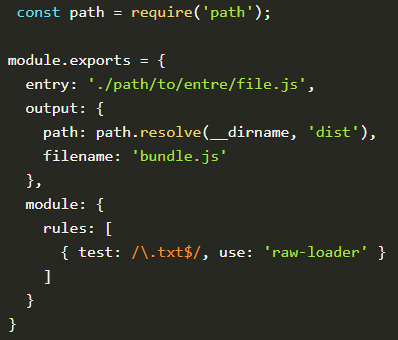 const path = require('path');

module.exports = {
  entry: './path/to/entre/file.js',
  output: {
    path: path.resolve(__dirname, 'dist'),
    filename: 'bundle.js'
  },
  module: {
    rules: [
      { test: /\.txt$/, use: 'raw-loader' }
    ]
  }
}